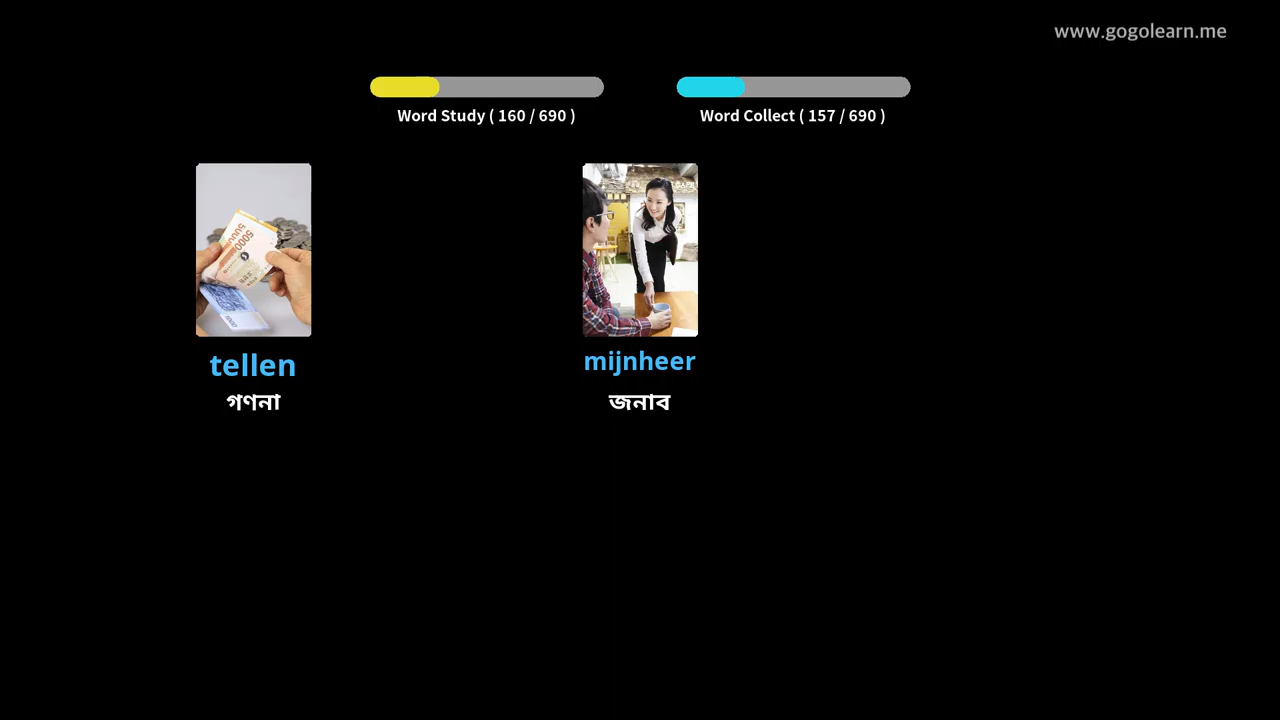 www.gogolearn.me
Word Study ( 160 / 690 )
Word Collect ( 157 / 690 )
tellen
mijnheer
গণনা
জনাব